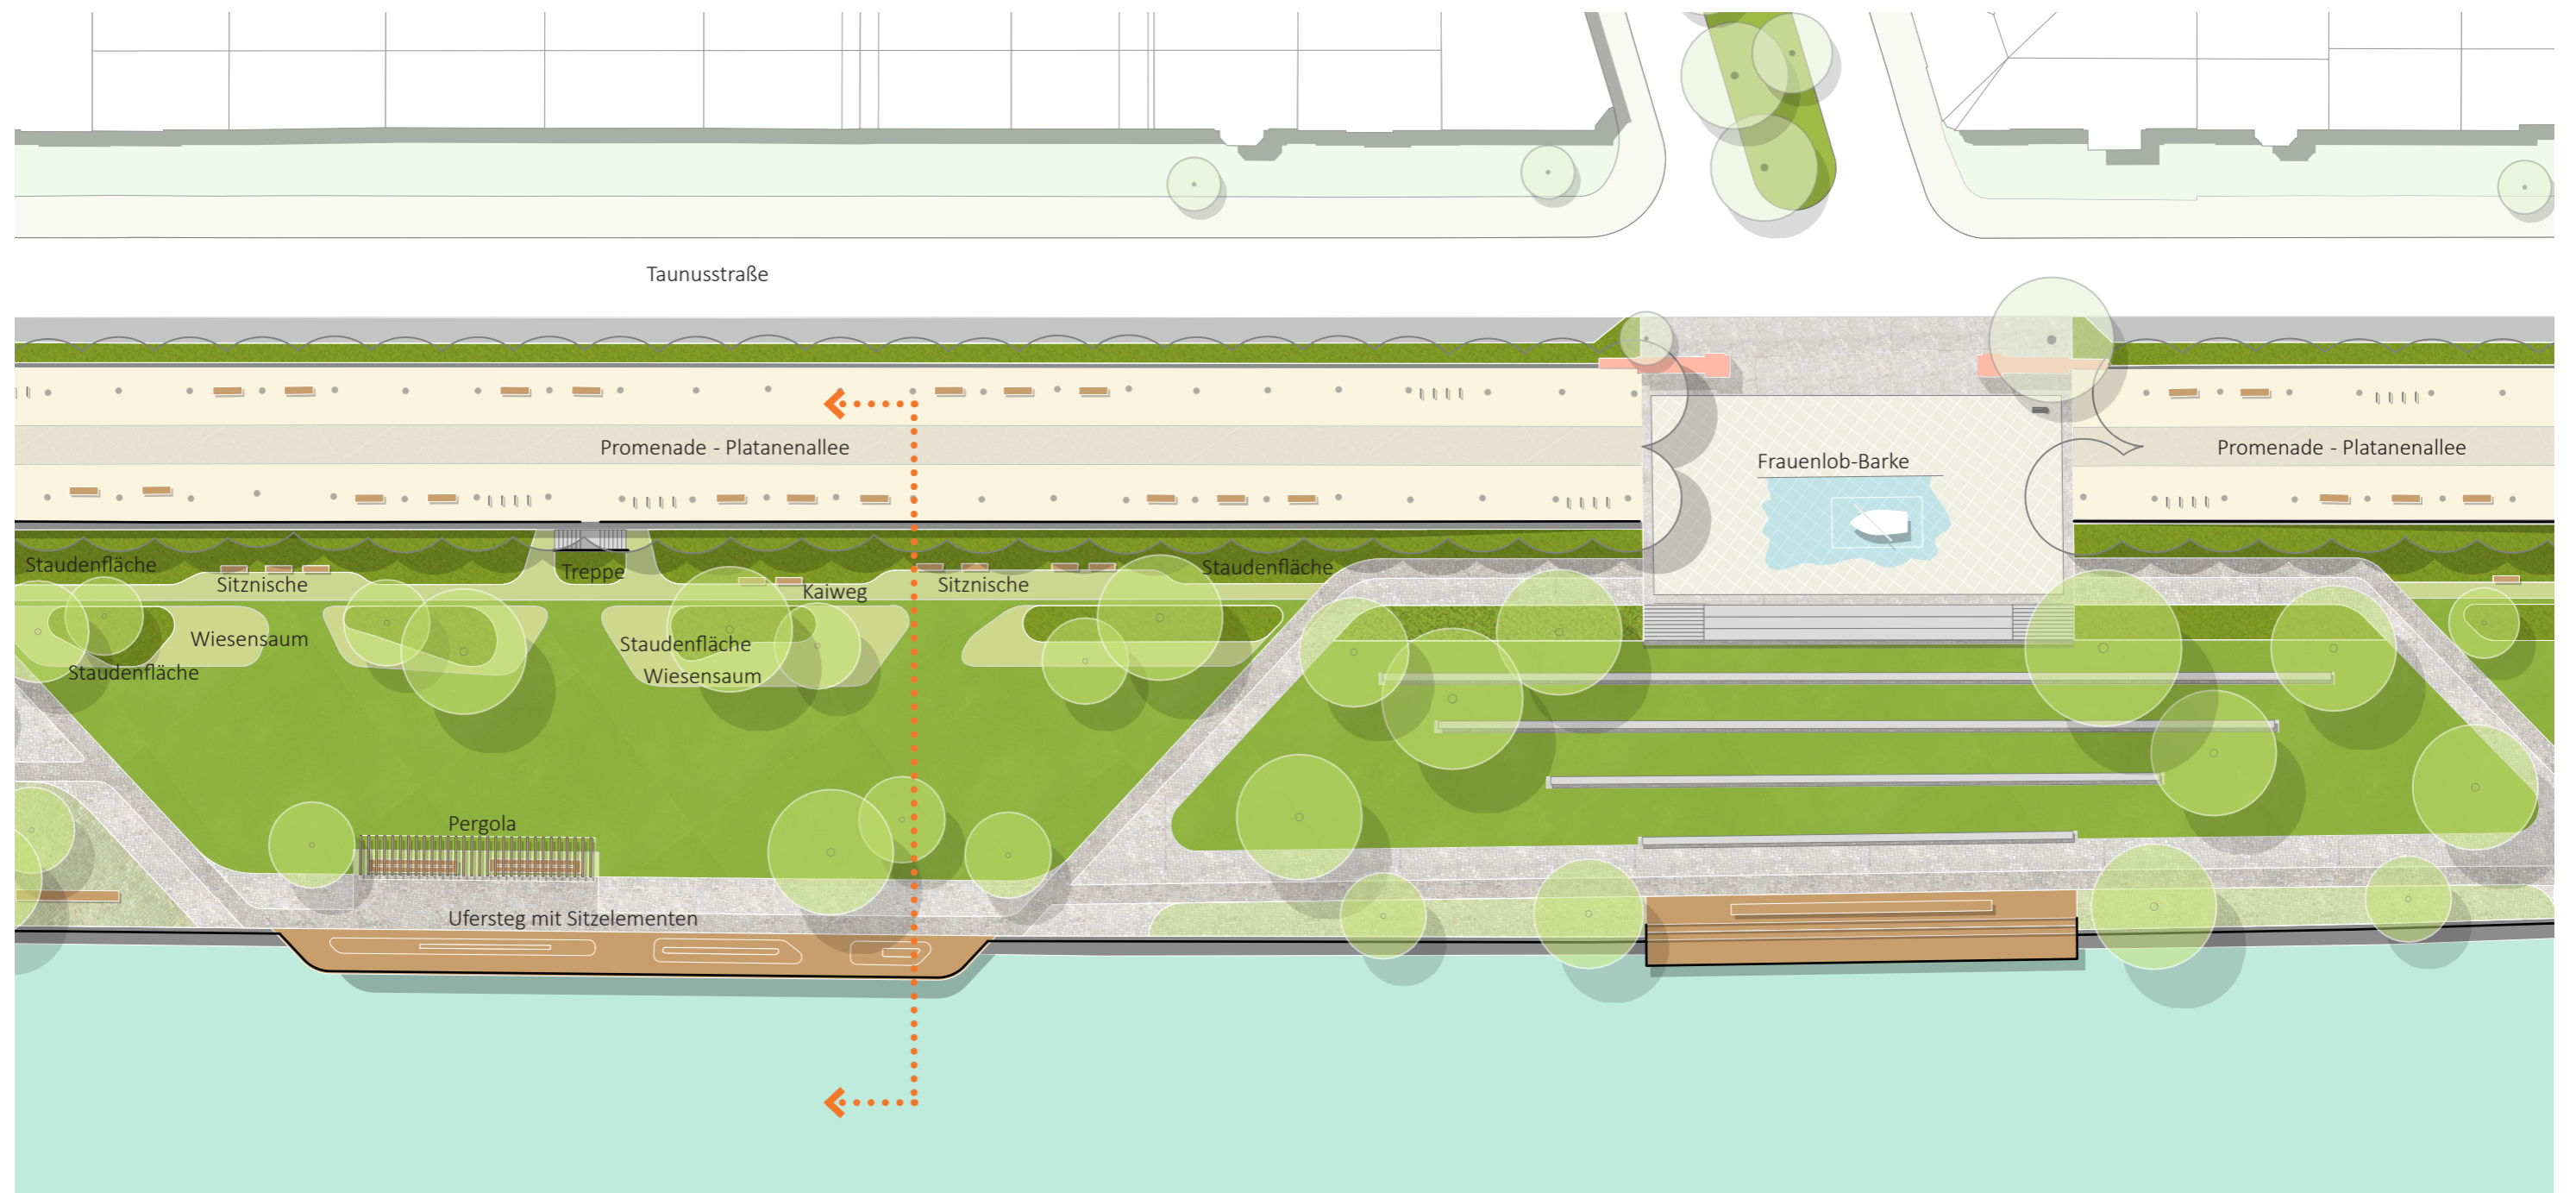 Taunusstraße
Promenade - Platanenallee
Promenade - Platanenallee
Frauenlob-Barke
Staudenfläche
Sitznische
Treppe
Kaiweg
Sitznische
Staudenfläche
Wiesensaum
Staudenfläche
Staudenfläche
Wiesensaum
Pergola
Ufersteg mit Sitzelementen